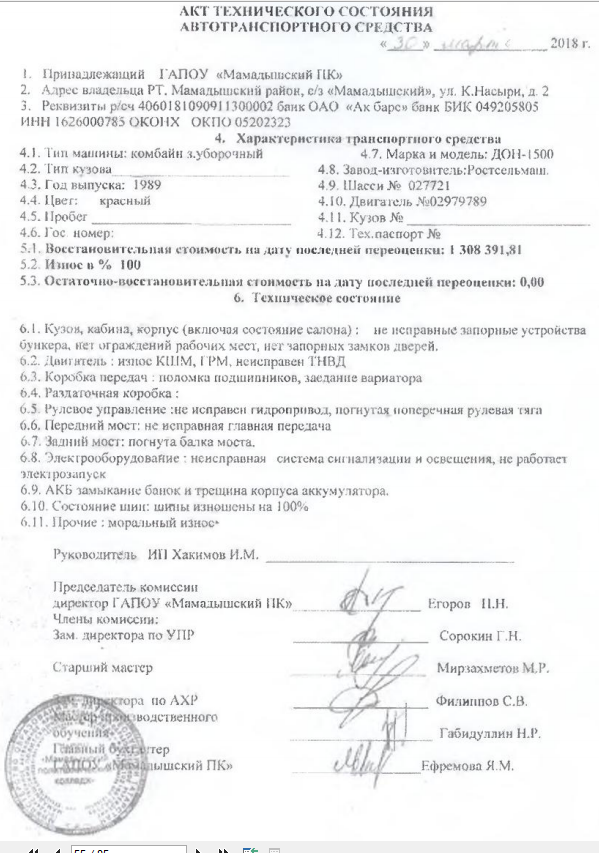 АКТ ТЕХНИЧЕСКОГО СОСТОЯНИЯ
АВТОТРАНСПОРТНОГО СРЕДСТВА
« 30 » марта 2018 г.
1. Принадлежащий ГАПОУ «Мамадышский ПК»
2. Адрес владельца РТ, Мамадышский район, с/з «Мамадышский», ул. К.Насыри, д. 2
3. Реквизиты р/сч 40601810909113000002 банк ОАО «Ак барс» банк БИК 049205805
ИНН 1626000785 ОКОНХ ОКПО 05202323
4. Характеристика транспортного средства
4.1. Тип машины: комбайн з.уборочный 4.7. Марка и модель: ДОН-1500
4.2. Тип кузова 4.8. Завод-изготовитель:Ростсельмаш.
4.3. Год выпуска: 1989 4.9. Шасси № 027721
4.4. Цвет: красный 4.10. Двигатель №02979789
4.5. Пробег 4.11. Кузов №
4.6. Гос. номер: 4.12. Тех.паспорт №
5.1. Восстановительная стоимость на дату последней переоценки: 1 308 391,81
5.2. Износ в % 100
5.3. Остаточно-восстановительная стоимость на дату последней переоценки: 0,00
6. Техническое состояние
6.1. Кузов, кабина, корпус (включая состояние салона) : не исправные запорные устройства
бункера, нет ограждений рабочих мест, нет запорных замков дверей.
6.2. Двигатель : износ КШМ, ГРМ, неисправен ТНВД
6.3. Коробка передач : поломка подшипников, заедание вариатора
6.4. Раздаточная коробка :
6.5. Рулевое управление :не исправен гидропривод, погнутая поперечная рулевая тяга
6.6. Передний мост: не исправная главная передача
6.7. Задний мост: погнута балка моста.
6.8. Электрооборудование : неисправная система сигнализации и освещения, не работает
электрозапуск
6.9. АКБ замыкание банок и трещина корпуса аккумулятора.
6.10. Состояние шин: шины изношены на 100%
6.11. Прочие : моральный износ
Руководитель ИП Хакимов И.М.
Председатель комиссии
директор ГАПОУ «Мамадышский ПК» Егоров П.Н.
Члены комиссии:
Зам. директора по УПР Сорокин Г.Н.
Старший мастер Мирзахметов М.Р.
Зам. директора по АХР Филиппов С.В.
Мастер производственного
обучения Габидуллин Н.Р.
Главный бухгалтер
ГАПОУ «Мамадышский ПК» Ефремова Я.М.